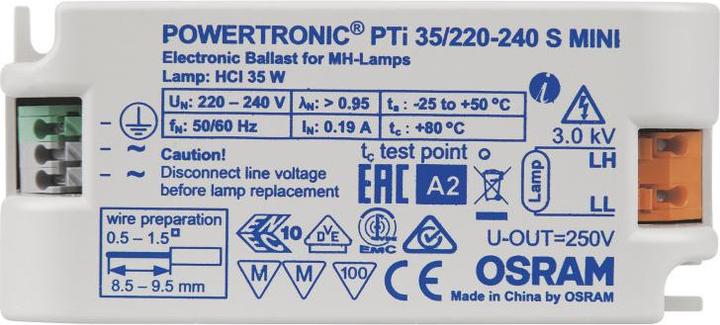 POWERTRONIC® PTi 35/220-240 S MINI
Electronic Ballast for MH-Lamps
Lamp: HCI 35 W
UN: 220 – 240 V λN: > 0.95 ta: -25 to +50 °C
fN: 50/60 Hz IN: 0.19 A tc: +80°C
3.0 kV
~ Caution!
~ Disconnect line voltage
before lamp replacement
tc test point
EAC A2
Lamp
LH
LL
wire preparation
0.5 – 1.5
8.5 – 9.5 mm
ENEC 10
DVE
EMC
U-OUT=250V
M M 100 CE
OSRAM
Made in China by OSRAM